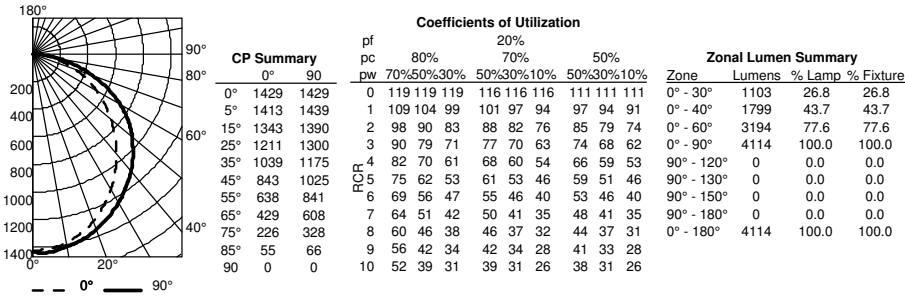 180°
90°
80°
200
400
60°
600
800
1000
40°
1200
1400
0° 20°
0° 90°
CP Summary
0° 90
0° 1429 1429
5° 1413 1439
15° 1343 1390
25° 1211 1300
35° 1039 1175
45° 843 1025
55° 638 841
65° 429 608
75° 226 328
85° 55 66
90 0 0
Coefficients of Utilization
pf 20%
pc 80% 70% 50%
pw 70%50%30% 50%30%10% 50%30%10%
RCR
0 119 119 119 116 116 116 111 111 111
1 109 104 99 101 97 94 97 94 91
2 98 90 83 88 82 76 85 79 74
3 90 79 71 77 70 63 74 68 62
4 82 70 61 68 60 54 66 59 53
5 75 62 53 61 53 46 59 51 46
6 69 56 47 55 46 40 53 46 40
7 64 51 42 50 41 35 48 41 35
8 60 46 38 46 37 32 44 37 31
9 56 42 34 42 34 28 41 33 28
10 52 39 31 39 31 26 38 31 26
Zonal Lumen Summary
Zone Lumens % Lamp % Fixture
0° - 30° 1103 26.8 26.8
0° - 40° 1799 43.7 43.7
0° - 60° 3194 77.6 77.6
0° - 90° 4114 100.0 100.0
90° - 120° 0 0.0 0.0
90° - 130° 0 0.0 0.0
90° - 150° 0 0.0 0.0
90° - 180° 0 0.0 0.0
0° - 180° 4114 100.0 100.0